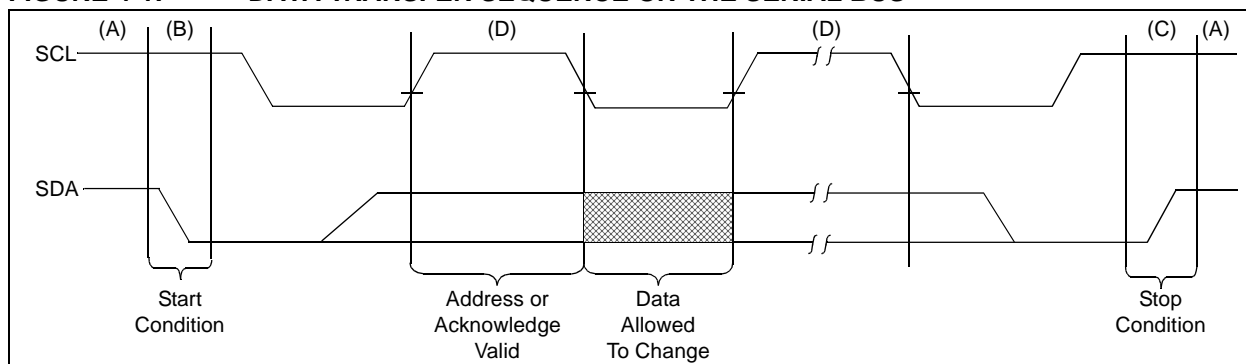 FIGURE 4-1: DATA TRANSFER SEQUENCE ON THE SERIAL BUS
(A) (B) (D) (D) (C) (A)
SCL
SDA
Start
Condition
Address or
Acknowledge
Valid
Data
Allowed
To Change
Stop
Condition